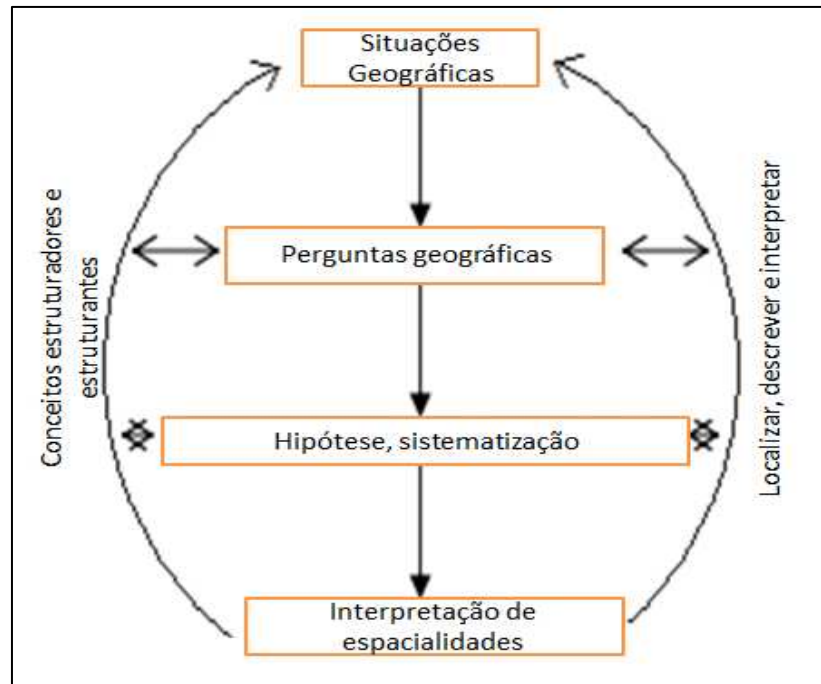 Situações
Geográficas
Perguntas geográficas
Conceitos estruturadores e
estruturantes
Localizar, descrever e interpretar
Hipótese, sistematização
Interpretação de
espacialidades